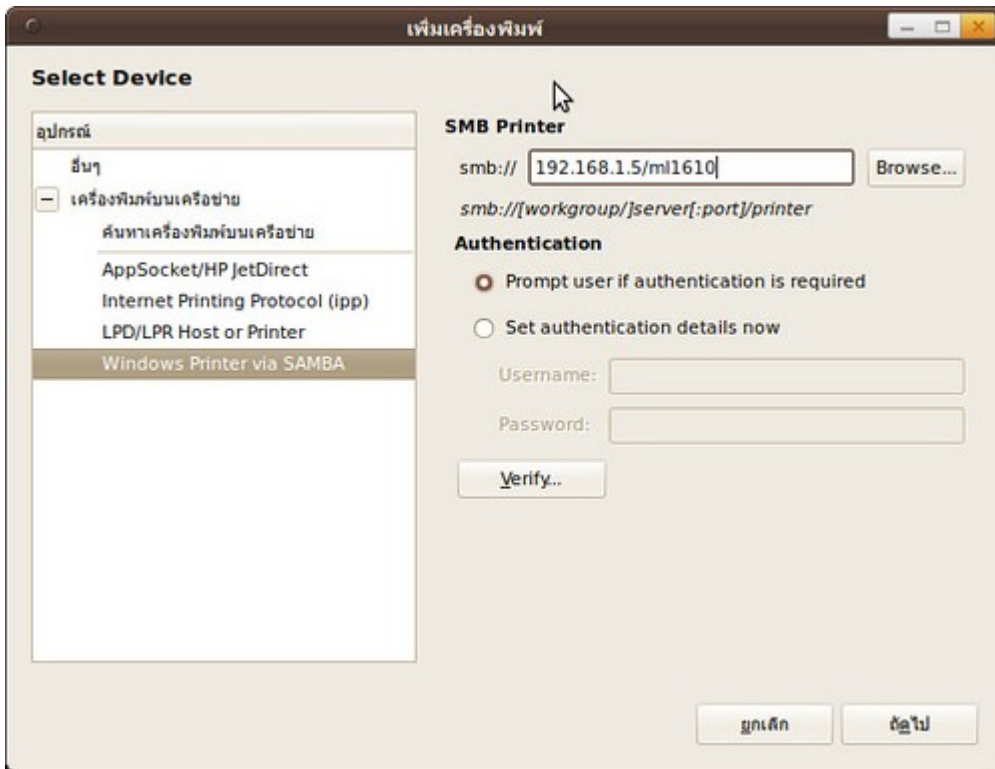 เพิ่มเครื่องพิมพ์
Select Device
อุปกรณ์
อื่นๆ
เครื่องพิมพ์บนเครือข่าย
ค้นหาเครื่องพิมพ์บนเครือข่าย
AppSocket/HP JetDirect
Internet Printing Protocol (ipp)
LPD/LPR Host or Printer
Windows Printer via SAMBA
SMB Printer
smb:// 192.168.1.5/ml1610 Browse...
smb://[workgroup/]server[:port]/printer
Authentication
Prompt user if authentication is required
Set authentication details now
Username:
Password:
Verify...
ยกเลิก ถัดไป